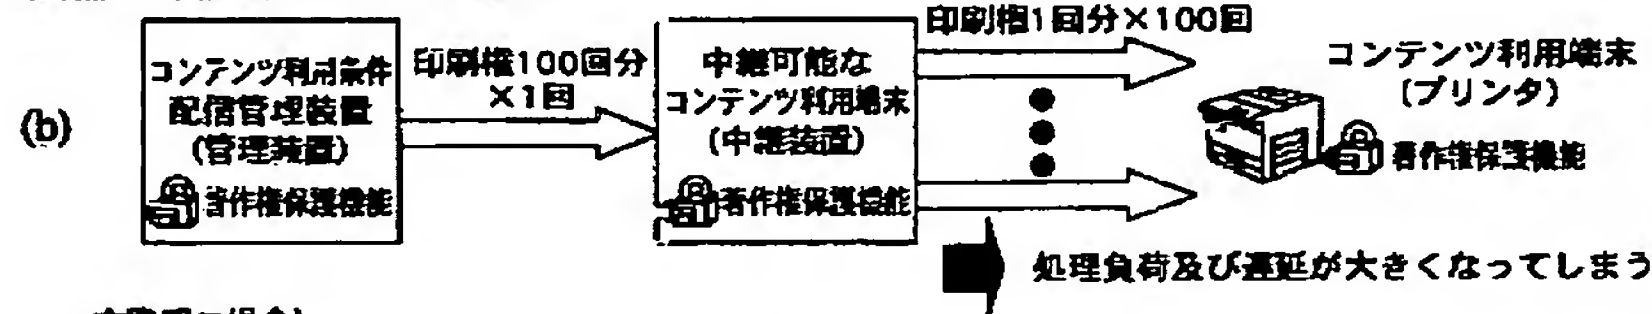 印刷権1回分×100回
コンテンツ利用条件
配信管理装置
(管理装置)
著作権保護機能
印刷権100回分
×1回
中継可能な
コンテンツ利用端末
(中継装置)
著作権保護機能
コンテンツ利用端末
(プリンタ)
著作権保護機能
(b)
処理負荷及び遅延が大きくなってしまう